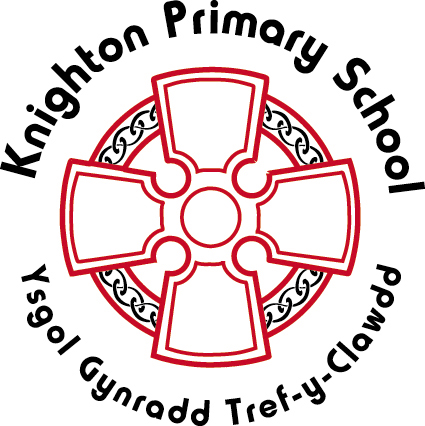 Knighton Primary School
Ysgol Gynradd Tref-y-Clawdd